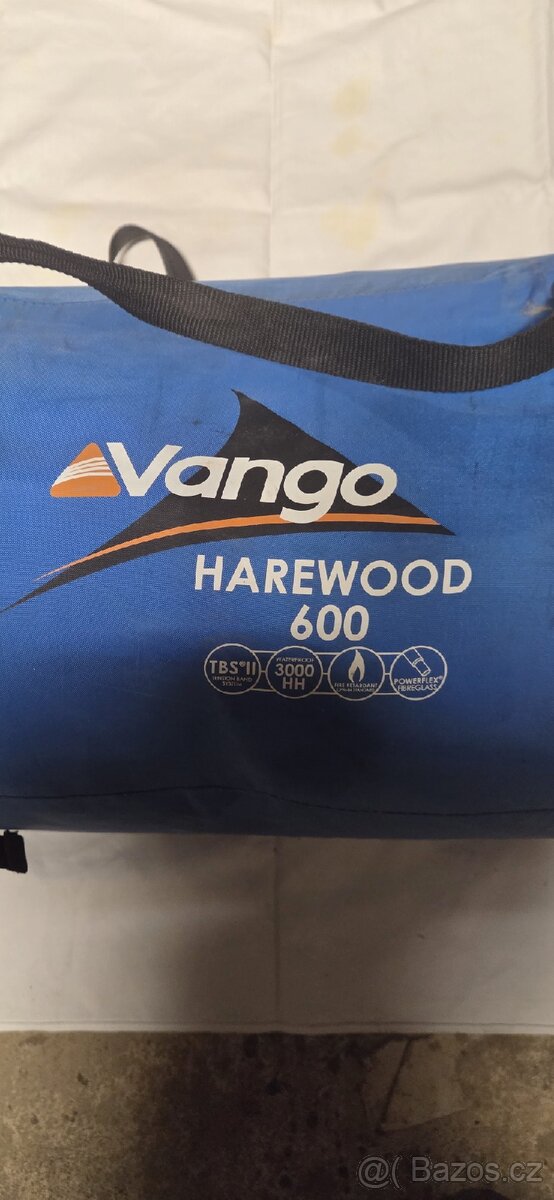 Vango
HAREWOOD
600
TBS®II
TENSION BAND
SYSTEM
WATERPROOF
3000
HH
FIRE RETARDANT
POWERFLEX®
FIBREGLASS
@( Bazos.cz